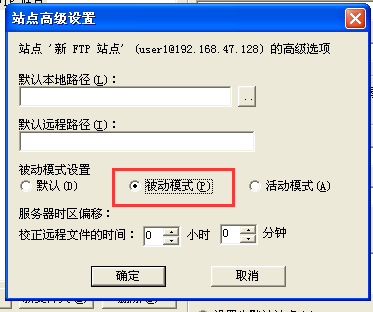 站点高级设置
站点 '新 FTP 站点' (user1@192.168.47.128) 的高级选项
默认本地路径(L)：
..
默认远程路径(I)：
被动模式设置
默认(D) 被动模式(P) 活动模式(A)
服务器时区偏移：
校正远程文件的时间： 0 小时 0 分钟
确定 取消